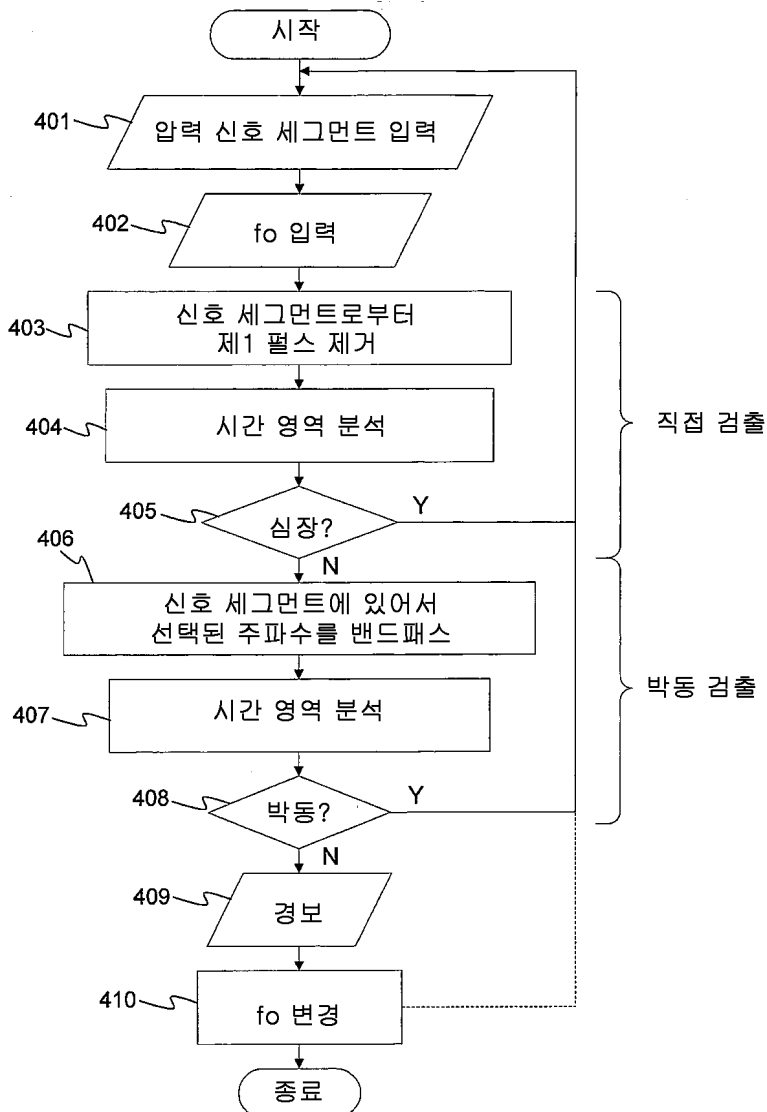 시작
401
압력 신호 세그먼트 입력
402
fo 입력
403
신호 세그먼트로부터
제1 펄스 제거
404
시간 영역 분석
직접 검출
405
심장?
Y
N
406
신호 세그먼트에 있어서
선택된 주파수를 밴드패스
407
시간 영역 분석
박동 검출
408
박동?
Y
N
409
경보
410
fo 변경
종료